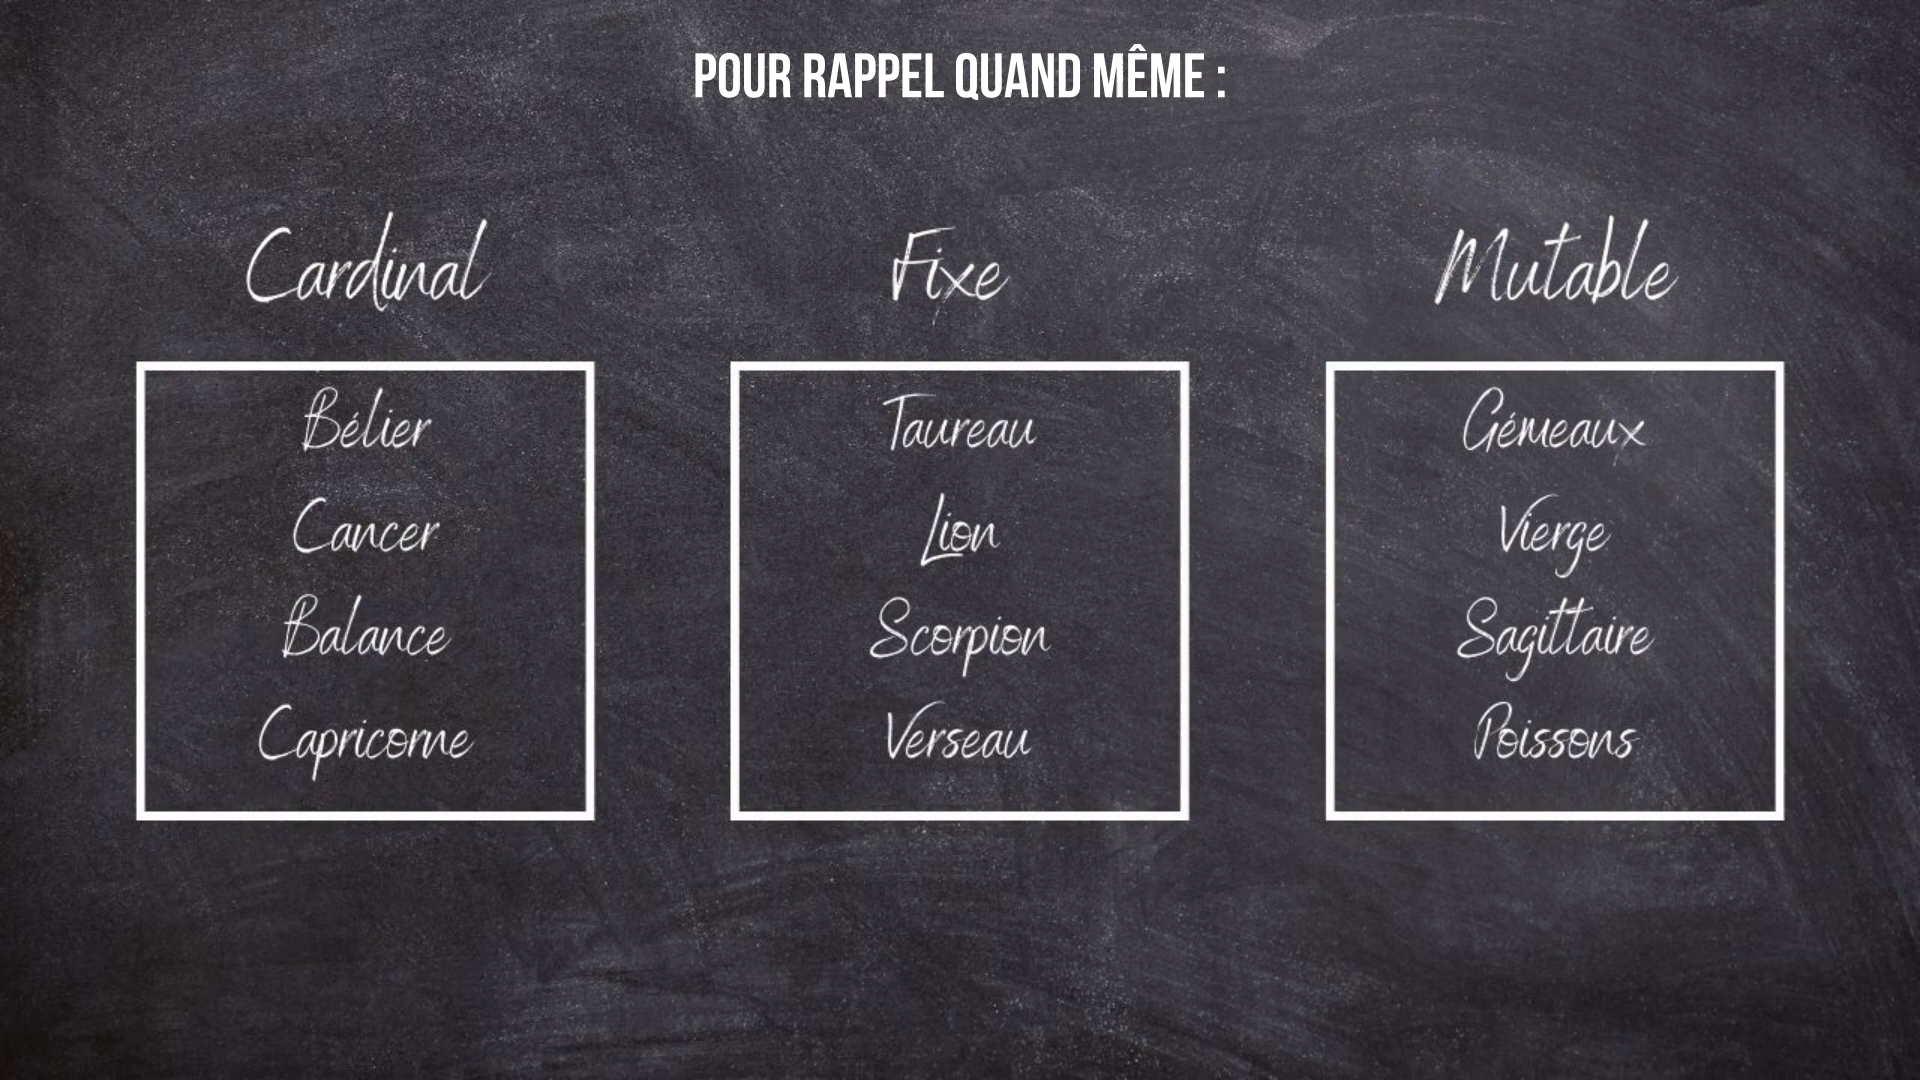 POUR RAPPEL QUAND MÊME :
Cardinal
Bélier
Cancer
Balance
Capricorne
Fixe
Taureau
Lion
Scorpion
Verseau
Mutable
Gémeaux
Vierge
Sagittaire
Poissons